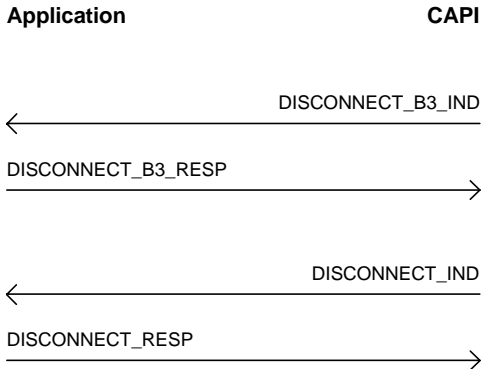 Application CAPI
DISCONNECT_B3_IND
DISCONNECT_B3_RESP
DISCONNECT_IND
DISCONNECT_RESP